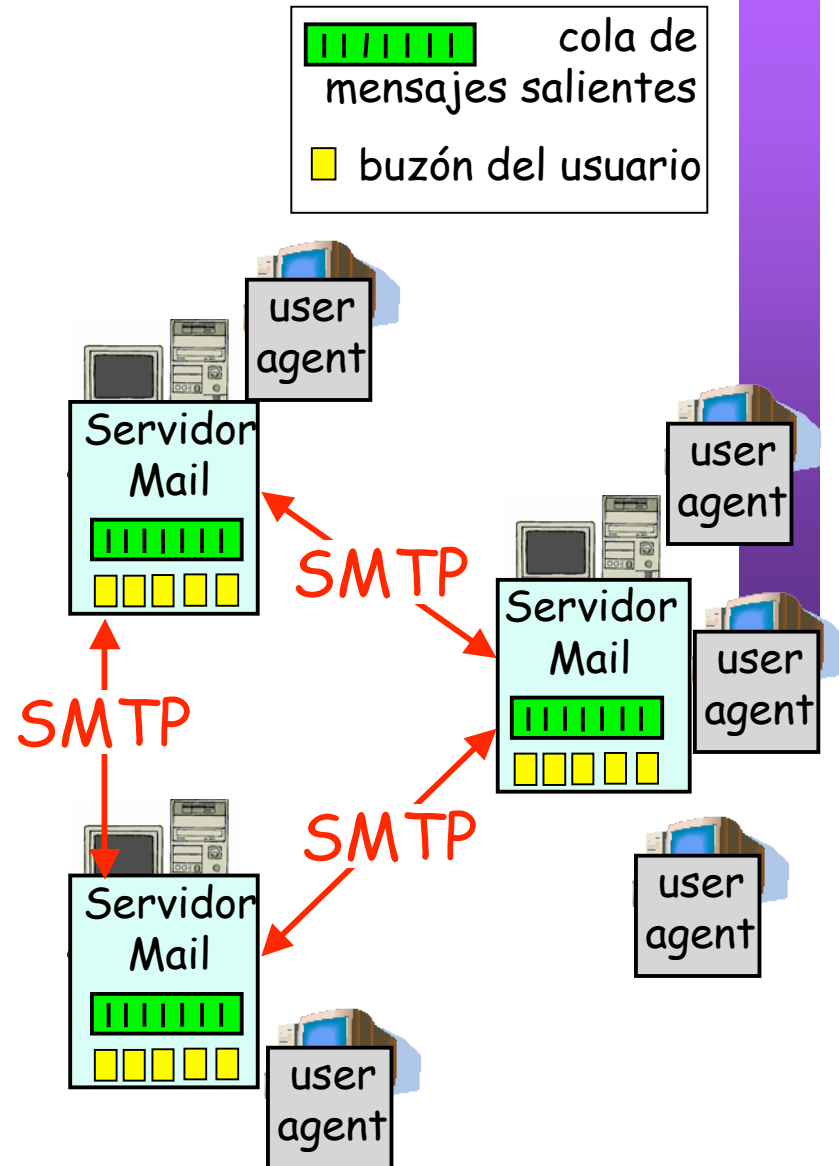 cola de
mensajes salientes
buzón del usuario
user
agent
Servidor
Mail
user
agent
SMTP
Servidor
Mail
user
agent
SMTP
SMTP
user
agent
Servidor
Mail
user
agent